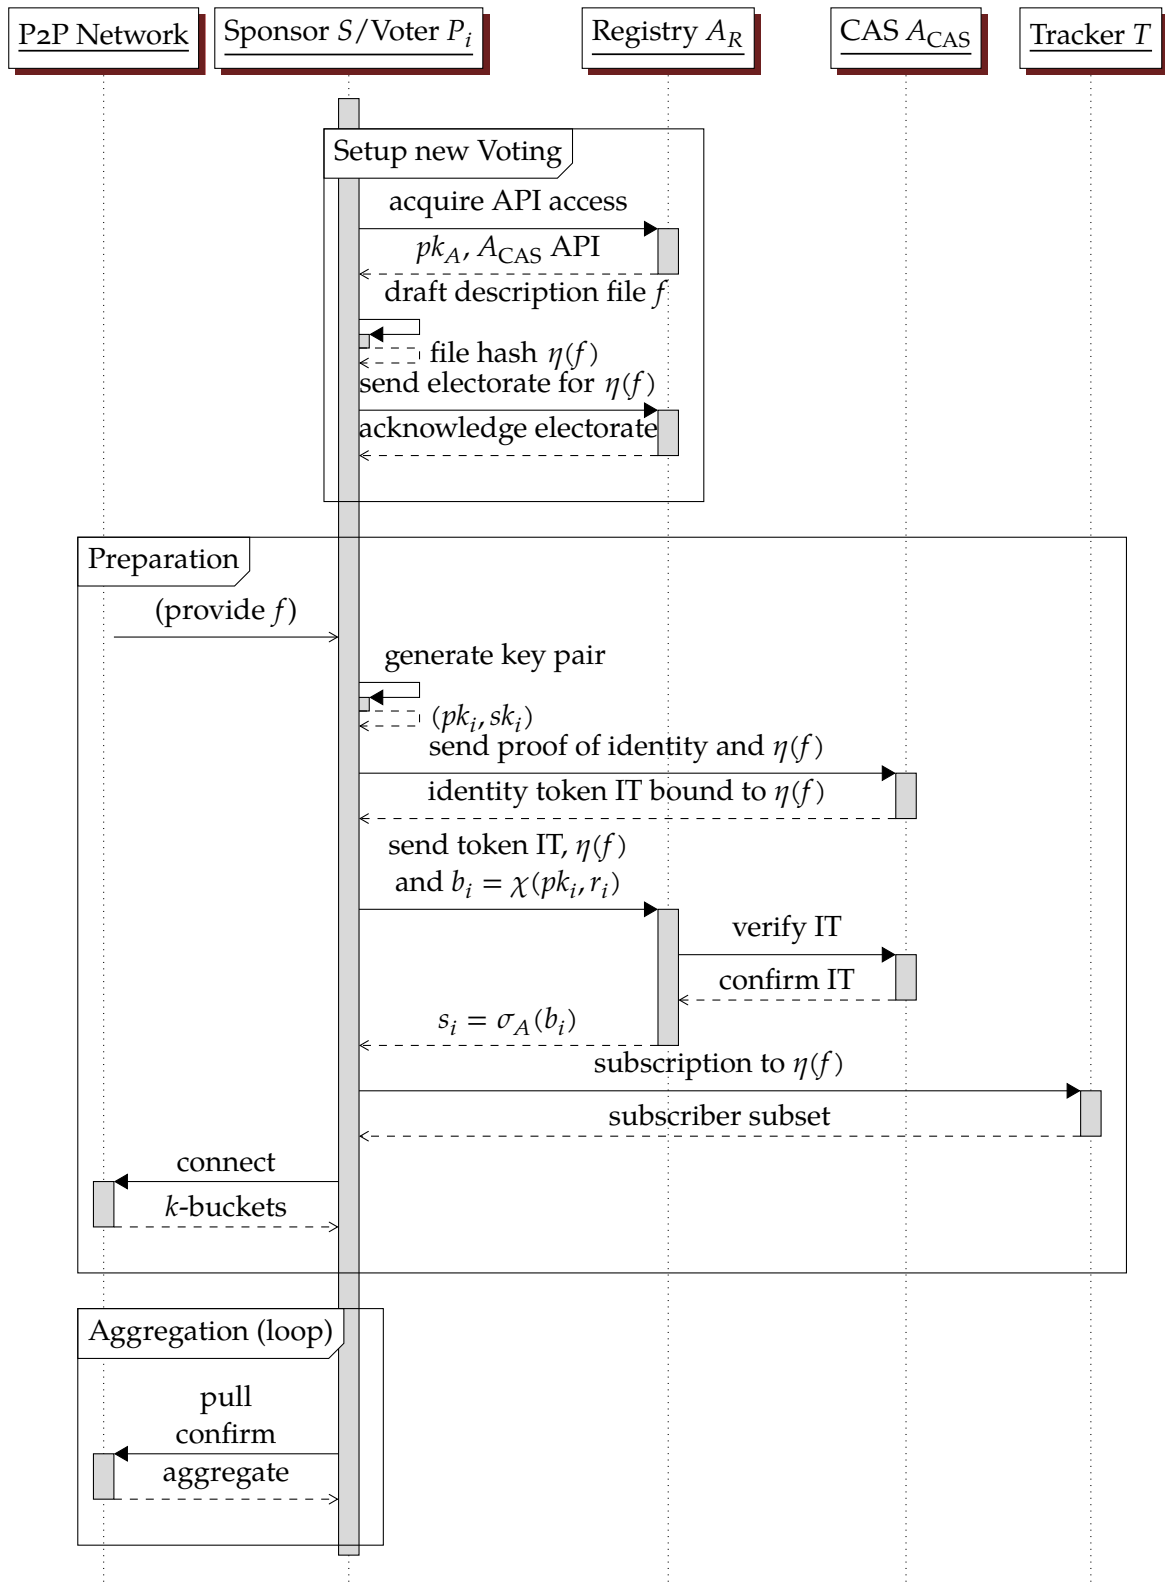 P2P Network
Sponsor S/Voter P_i
Registry A_R
CAS A_CAS
Tracker T
Setup new Voting
acquire API access
pk_A, A_CAS API
draft description file f
file hash η(f)
send electorate for η(f)
acknowledge electorate
Preparation
(provide f)
generate key pair
(pk_i, sk_i)
send proof of identity and η(f)
identity token IT bound to η(f)
send token IT, η(f)
and b_i = χ(pk_i, r_i)
verify IT
confirm IT
s_i = σ_A(b_i)
subscription to η(f)
subscriber subset
connect
k-buckets
Aggregation (loop)
pull
confirm
aggregate